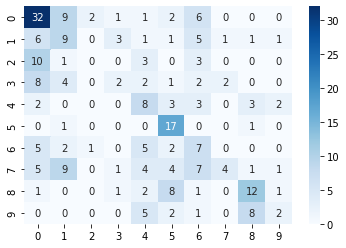 0 32 9 2 1 1 2 6 0 0 0
1 6 9 0 3 1 1 5 1 1 1
2 10 1 0 0 3 0 3 0 0 0
3 8 4 0 2 2 1 2 2 0 0
4 2 0 0 0 8 3 3 0 3 2
5 0 1 0 0 0 17 0 0 1 0
6 5 2 1 0 5 2 7 0 0 0
7 5 9 0 1 4 4 7 4 1 1
8 1 0 0 1 2 8 1 0 12 1
9 0 0 0 0 5 2 1 0 8 2
0 1 2 3 4 5 6 7 8 9
30
25
20
15
10
5
0